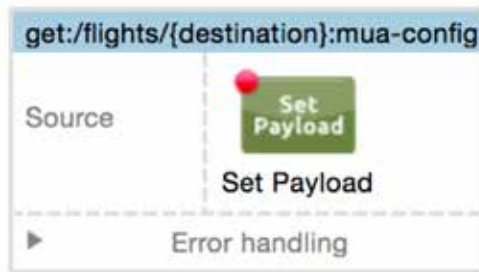 get:/flights/{destination}:mua-config
Source
Set
Payload
Set Payload
Error handling